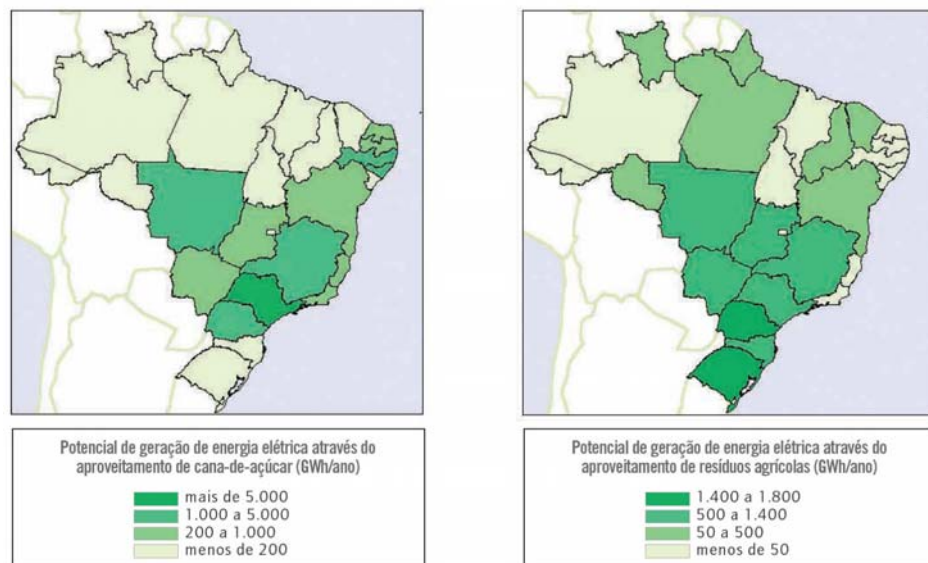 Potencial de geração de energia elétrica através do
aproveitamento de cana-de-açúcar (GWh/ano)
mais de 5.000
1.000 a 5.000
200 a 1.000
menos de 200
Potencial de geração de energia elétrica através do
aproveitamento de resíduos agrícolas (GWh/ano)
1.400 a 1.800
500 a 1.400
50 a 500
menos de 50